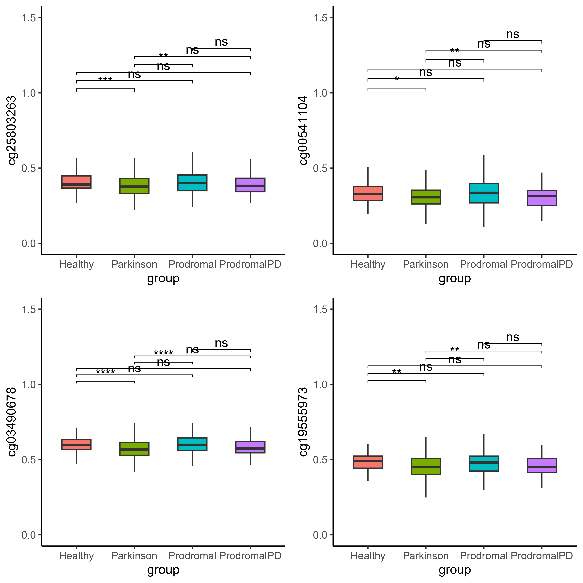 1.5
ns
** ns
ns
1.0
*** ns
cg25803263
0.5
0.0
Healthy Parkinson Prodromal ProdromalPD
group
1.5
ns
** ns
ns
1.0
* ns
cg00541104
0.5
0.0
Healthy Parkinson Prodromal ProdromalPD
group
1.5
ns
**** ns
ns
**** ns
1.0
cg03490678
0.5
0.0
Healthy Parkinson Prodromal ProdromalPD
group
1.5
ns
** ns
ns
** ns
1.0
cg19555973
0.5
0.0
Healthy Parkinson Prodromal ProdromalPD
group